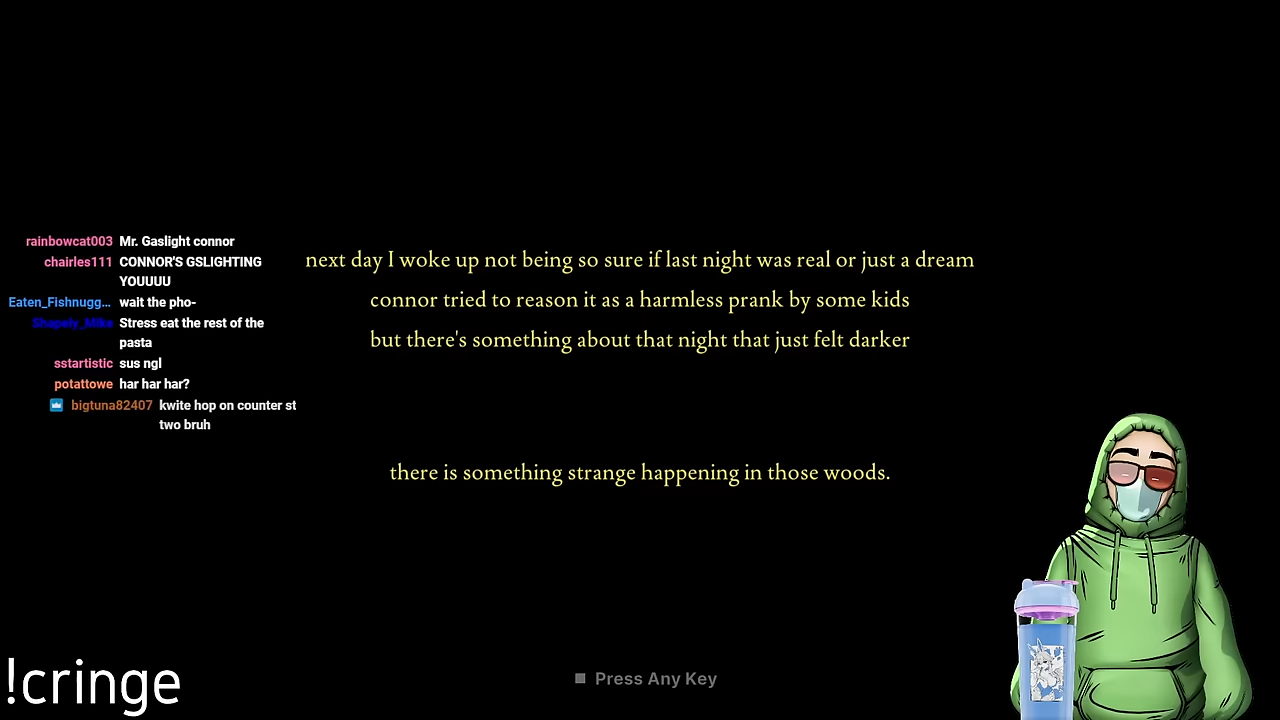 rainbowcat003 Mr. Gaslight connor
chairles111 CONNOR'S GSLIGHTING
YOUUUU
Eaten_Fishnugg... wait the pho-
Shapely_Mike Stress eat the rest of the
pasta
sstartistic sus ngl
potattowe har har har?
bigtuna82407 kwite hop on counter st
two bruh
next day I woke up not being so sure if last night was real or just a dream
connor tried to reason it as a harmless prank by some kids
but there's something about that night that just felt darker
there is something strange happening in those woods.
Press Any Key
!cringe